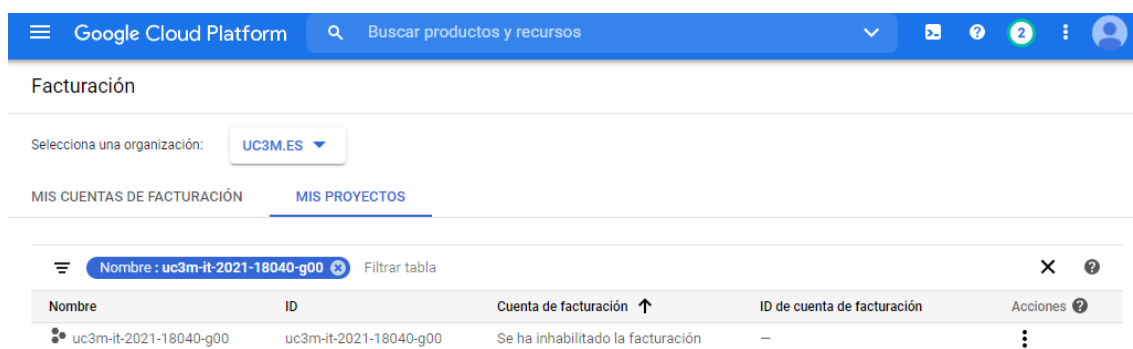 Google Cloud Platform Buscar productos y recursos 2
Facturación
Selecciona una organización: UC3M.ES
MIS CUENTAS DE FACTURACIÓN MIS PROYECTOS
Nombre : uc3m-it-2021-18040-g00 Filtrar tabla
Nombre ID Cuenta de facturación ID de cuenta de facturación Acciones
uc3m-it-2021-18040-g00 uc3m-it-2021-18040-g00 Se ha inhabilitado la facturación —